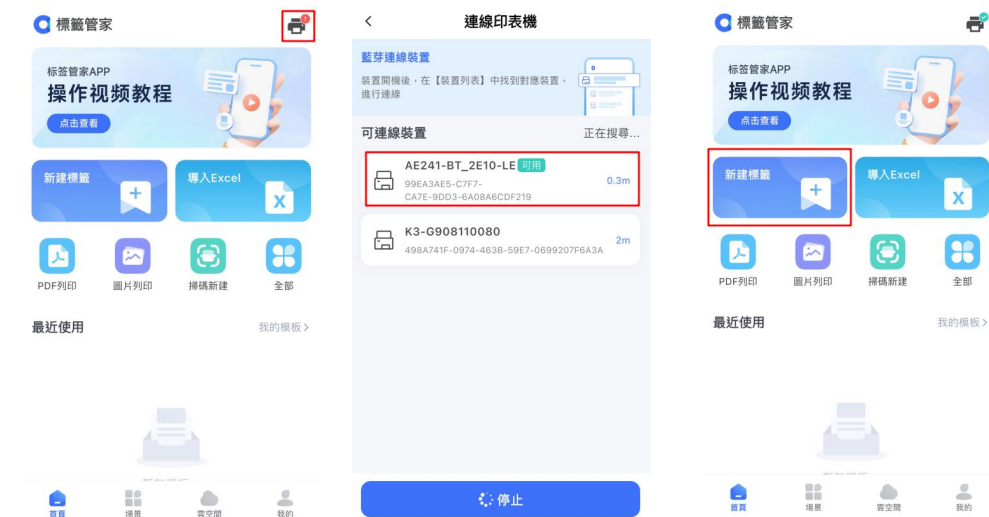 標籤管家
标签管家APP
操作视频教程
点击查看
新建標籤
導入Excel
PDF列印
圖片列印
掃碼新建
全部
最近使用
我的模板
首頁
場景
雲空間
我的
連線印表機
藍芽連線裝置
裝置開機後，在【裝置列表】中找到對應裝置，
進行連線
可連線裝置
正在搜尋...
AE241-BT_2E10-LE 可用
99EA3AE5-C7F7-
CA7E-9DD3-6A08A6CDF219
0.3m
K3-G908110080
498A741F-0974-463B-59E7-0699207F6A3A
2m
停止
標籤管家
标签管家APP
操作视频教程
点击查看
新建標籤
導入Excel
PDF列印
圖片列印
掃碼新建
全部
最近使用
我的模板
首頁
場景
雲空間
我的